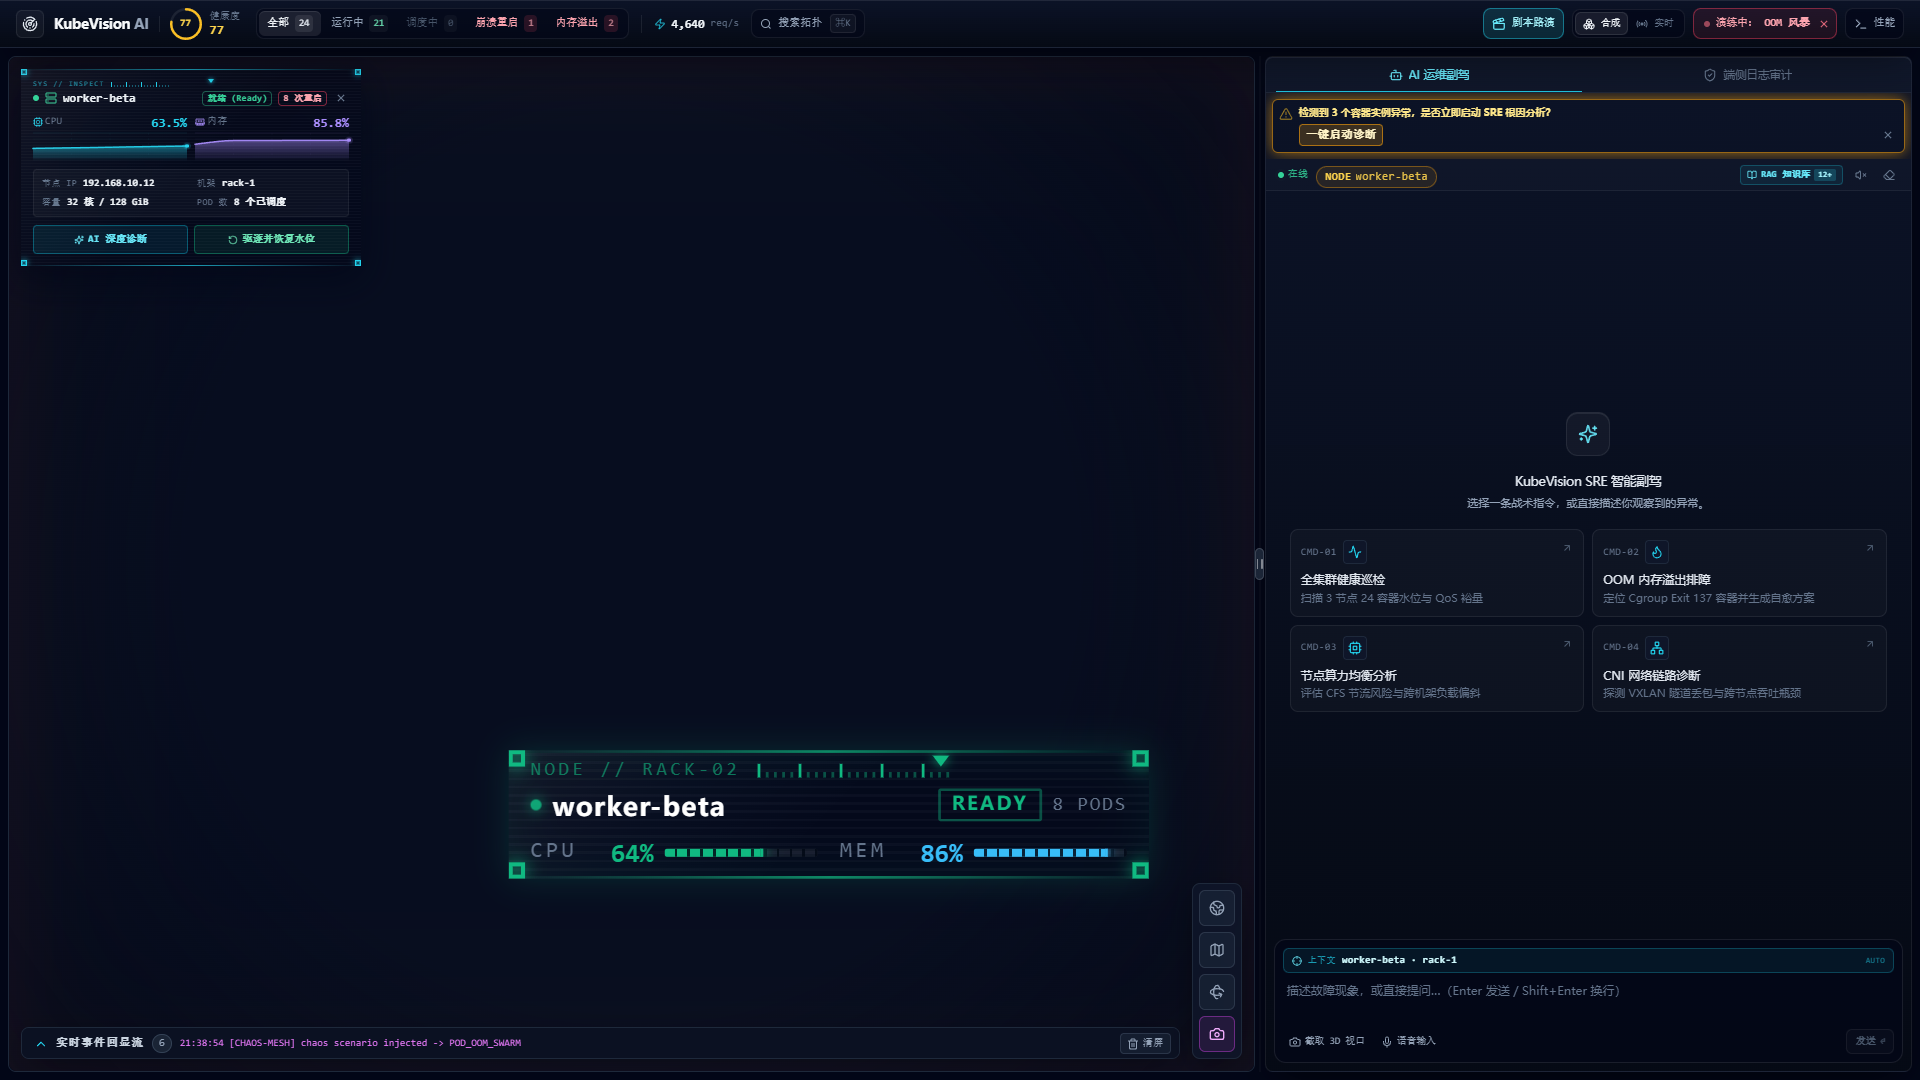 KubeVision AI
77
健康度
77
全部 24
运行中 21
调度中 0
崩溃重启 1
内存溢出 2
4,640 req/s
搜索拓扑 ⌘K
剧本路演
合成
实时
演练中: OOM 风暴
性能
SYS // INSPECT
worker-beta
就绪 (Ready)
8 次重启
CPU 63.5%
内存 85.8%
节点 IP 192.168.10.12
机架 rack-1
容量 32 核 / 128 GiB
POD 数 8 个已调度
AI 深度诊断
驱逐并恢复水位
NODE // RACK-02
worker-beta
READY
8 PODS
CPU 64%
MEM 86%
实时事件回显流 6
21:38:54 [CHAOS-MESH] chaos scenario injected -> POD_OOM_SWARM
清屏
AI 运维副驾
端侧日志审计
检测到 3 个容器实例异常，是否立即启动 SRE 根因分析?
一键启动诊断
在线
NODE worker-beta
RAG 知识库 12+
KubeVision SRE 智能副驾
选择一条战术指令，或直接描述你观察到的异常。
CMD-01
全集群健康巡检
扫描 3 节点 24 容器水位与 QoS 裕量
CMD-02
OOM 内存溢出排障
定位 Cgroup Exit 137 容器并生成自愈方案
CMD-03
节点算力均衡分析
评估 CFS 节流风险与跨机架负载偏斜
CMD-04
CNI 网络链路诊断
探测 VXLAN 隧道丢包与跨节点吞吐瓶颈
上下文 worker-beta · rack-1
AUTO
描述故障现象，或直接提问... (Enter 发送 / Shift+Enter 换行)
截取 3D 视口
语音输入
发送